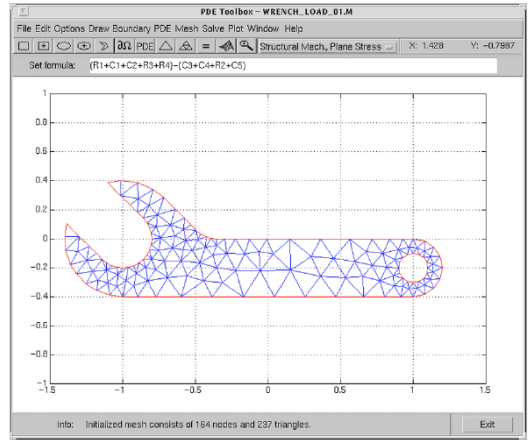 PDE Toolbox – WRENCH_LOAD_01.M
File Edit Options Draw Boundary PDE Mesh Solve Plot Window Help
∂Ω PDE = Structural Mech., Plane Stress X: 1.428 Y: -0.7987
Set formula: (R1+C1+C2+R3+R4)-(C3+C4+R2+C5)
1
0.8
0.6
0.4
0.2
0
-0.2
-0.4
-0.6
-0.8
-1
-1.5 -1 -0.5 0 0.5 1 1.5
Info: Initialized mesh consists of 164 nodes and 237 triangles. Exit